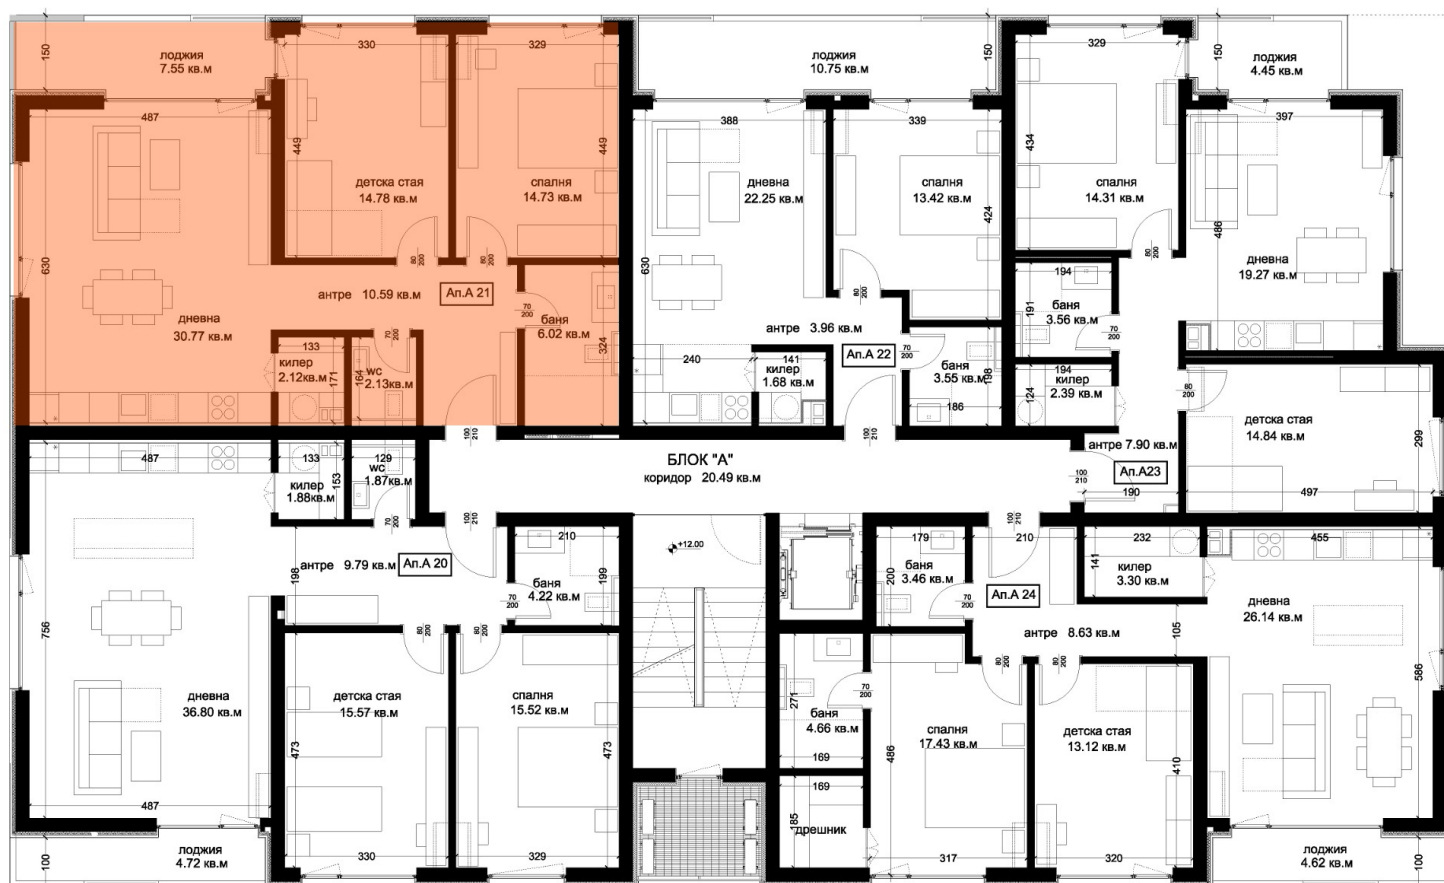 150
лоджия
7.55 кв.м
330
329
487
449
449
детска стая
14.78 кв.м
спалня
14.73 кв.м
80
200
80
200
630
антре 10.59 кв.м
Ап.А 21
70
200
баня
6.02 кв.м
324
дневна
30.77 кв.м
133
килер
2.12кв.м
171
164
wc
2.13кв.м
70
200
100
210
лоджия
10.75 кв.м
150
388
339
дневна
22.25 кв.м
спалня
13.42 кв.м
424
630
80
200
антре 3.96 кв.м
Ап.А 22
70
200
240
141
килер
1.68 кв.м
баня
3.55 кв.м
198
186
100
210
329
150
лоджия
4.45 кв.м
434
397
спалня
14.31 кв.м
486
80
200
дневна
19.27 кв.м
194
191
баня
3.56 кв.м
70
200
194
124
килер
2.39 кв.м
80
200
детска стая
14.84 кв.м
299
497
антре 7.90 кв.м
Ап.А23
100
210
190
БЛОК "А"
коридор 20.49 кв.м
+12.00
487
133
килер
1.88кв.м
153
129
wc
1.87кв.м
70
200
100
210
антре 9.79 кв.м
Ап.А 20
198
210
баня
4.22 кв.м
199
70
200
80
200
80
200
756
дневна
36.80 кв.м
детска стая
15.57 кв.м
спалня
15.52 кв.м
473
473
487
330
329
лоджия
4.72 кв.м
100
179
200
баня
3.46 кв.м
70
200
100
210
210
Ап.А 24
141
232
килер
3.30 кв.м
455
дневна
26.14 кв.м
антре 8.63 кв.м
105
80
200
80
200
586
271
баня
4.66 кв.м
169
70
200
спалня
17.43 кв.м
486
детска стая
13.12 кв.м
410
169
185
дрешник
317
320
лоджия
4.62 кв.м
100